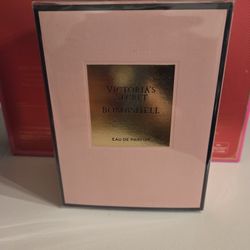 VICTORIA'S
SECRET
BOMBSHELL
EAU DE PARFUM